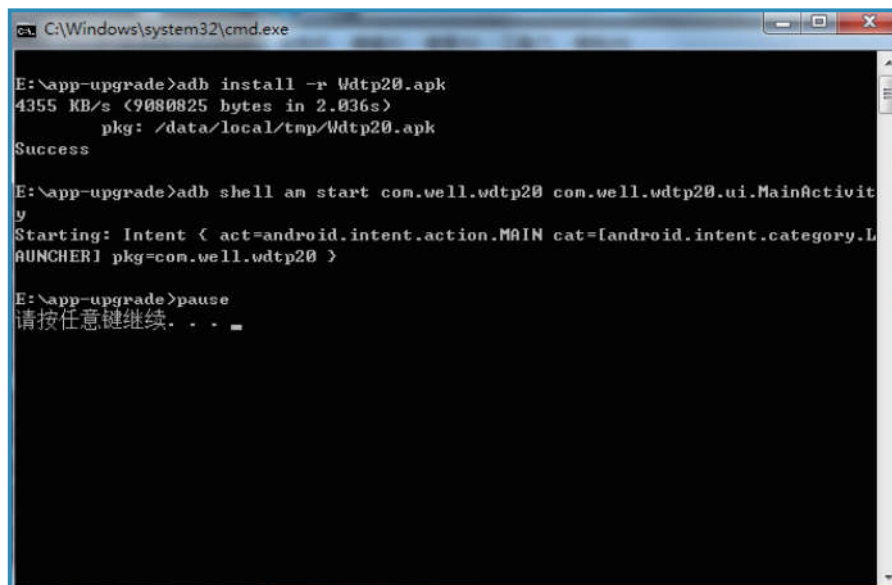 C:\Windows\system32\cmd.exe
E:\app-upgrade>adb install -r Wdtp20.apk
4355 KB/s (9080825 bytes in 2.036s)
        pkg: /data/local/tmp/Wdtp20.apk
Success
E:\app-upgrade>adb shell am start com.well.wdtp20 com.well.wdtp20.ui.MainActivit
y
Starting: Intent { act=android.intent.action.MAIN cat=[android.intent.category.L
AUNCHER] pkg=com.well.wdtp20 }
E:\app-upgrade>pause
请按任意键继续. . .